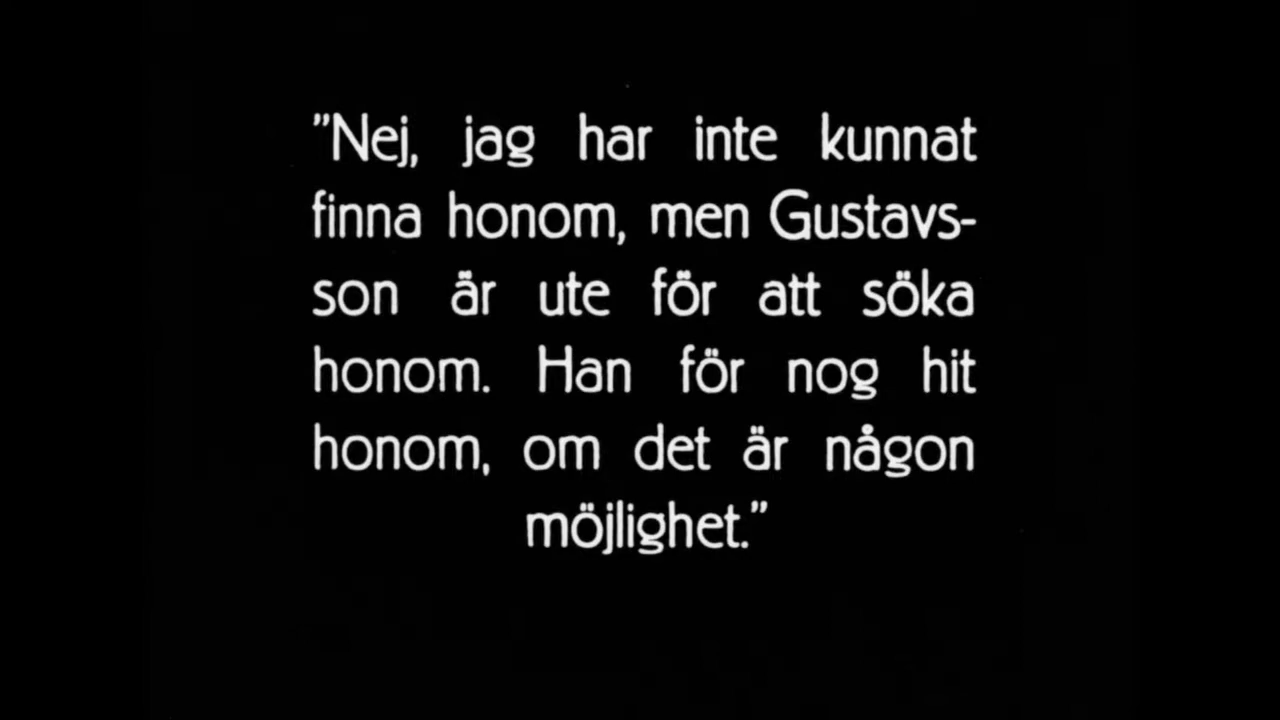 ”Nej, jag har inte kunnat
finna honom, men Gustavs-
son är ute för att söka
honom. Han för nog hit
honom, om det är någon
möjlighet.”